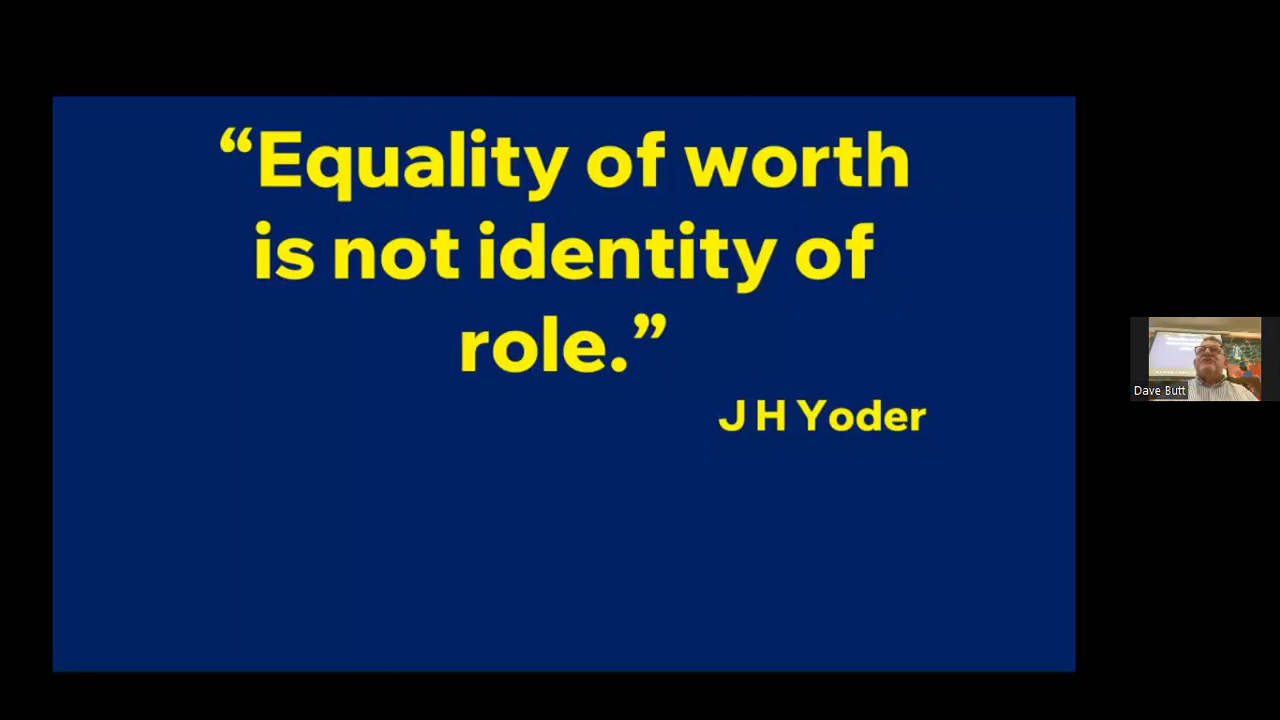 “Equality of worth
is not identity of
role.”
J H Yoder
Dave Butt